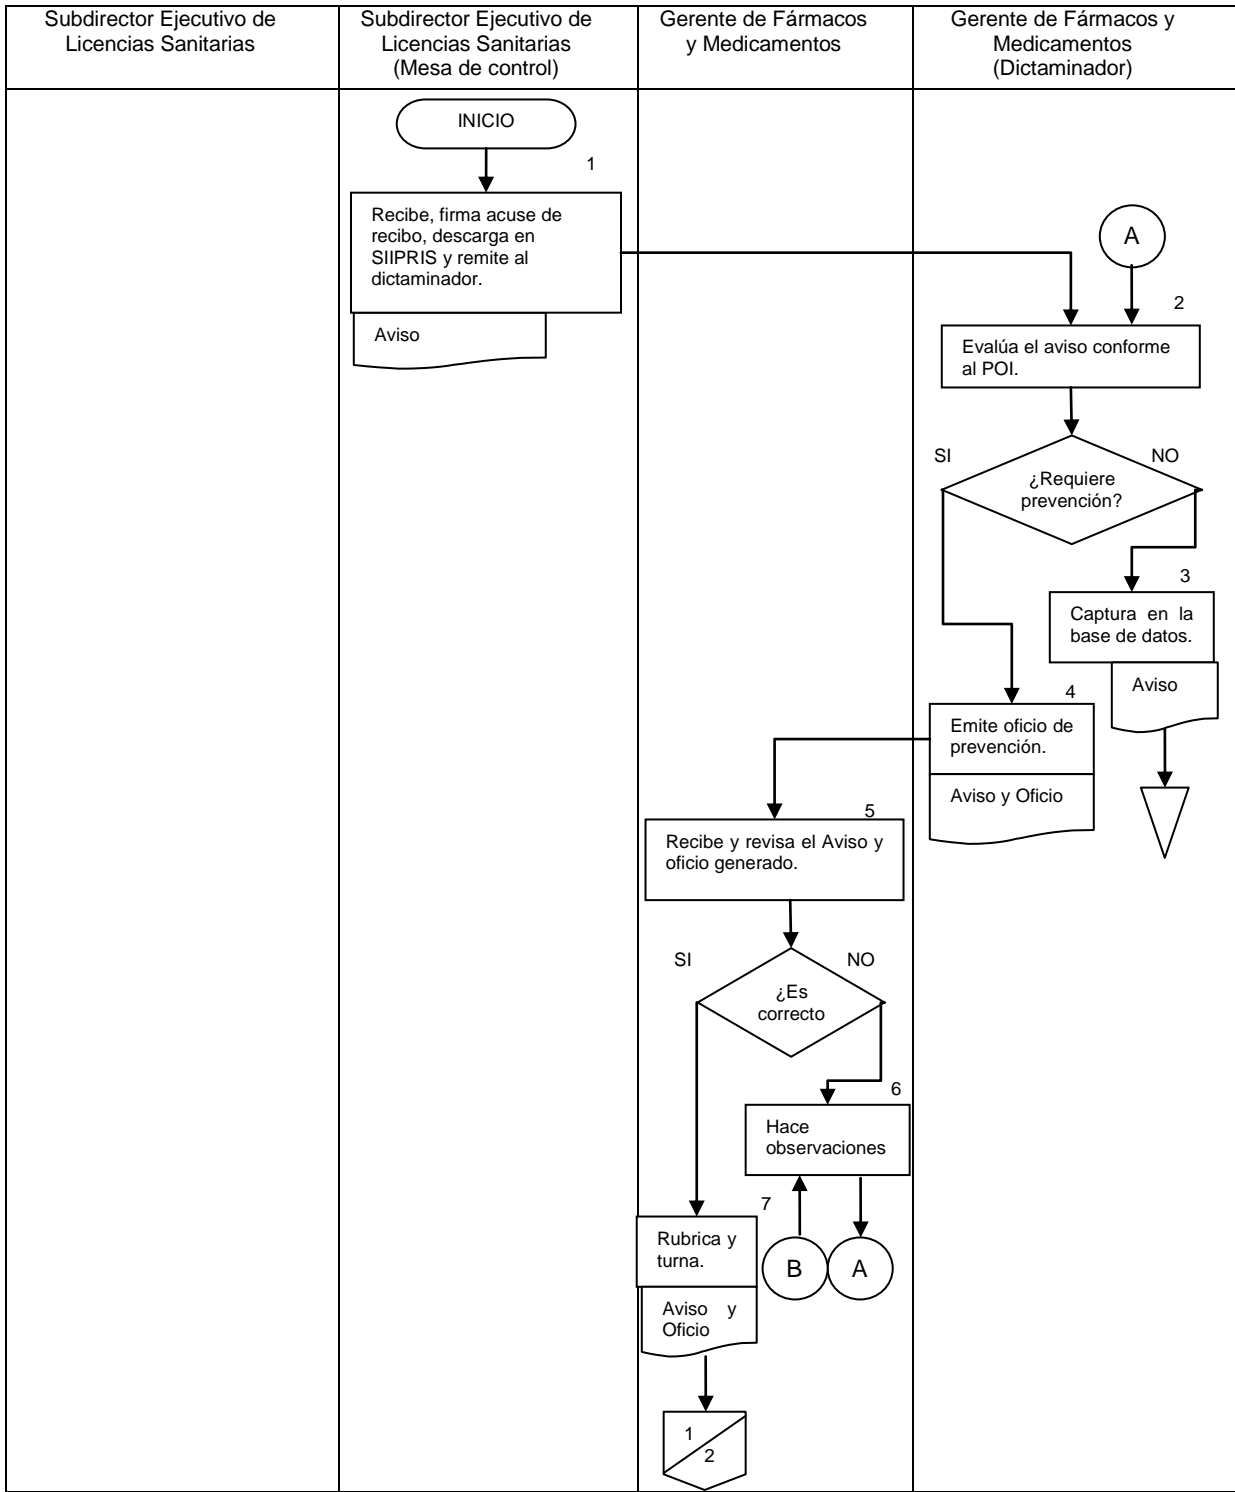 Subdirector Ejecutivo de
Licencias Sanitarias
Subdirector Ejecutivo de
Licencias Sanitarias
(Mesa de control)
Gerente de Fármacos
y Medicamentos
Gerente de Fármacos y
Medicamentos
(Dictaminador)
INICIO
1
Recibe, firma acuse de
recibo, descarga en
SIIPRIS y remite al
dictaminador.
Aviso
A
2
Evalúa el aviso conforme
al POI.
SI
NO
¿Requiere
prevención?
3
Captura en la
base de datos.
Aviso
4
Emite oficio de
prevención.
Aviso y Oficio
5
Recibe y revisa el Aviso y
oficio generado.
SI
NO
¿Es
correcto
6
Hace
observaciones
7
Rubrica y
turna.
B
A
Aviso y
Oficio
1
2